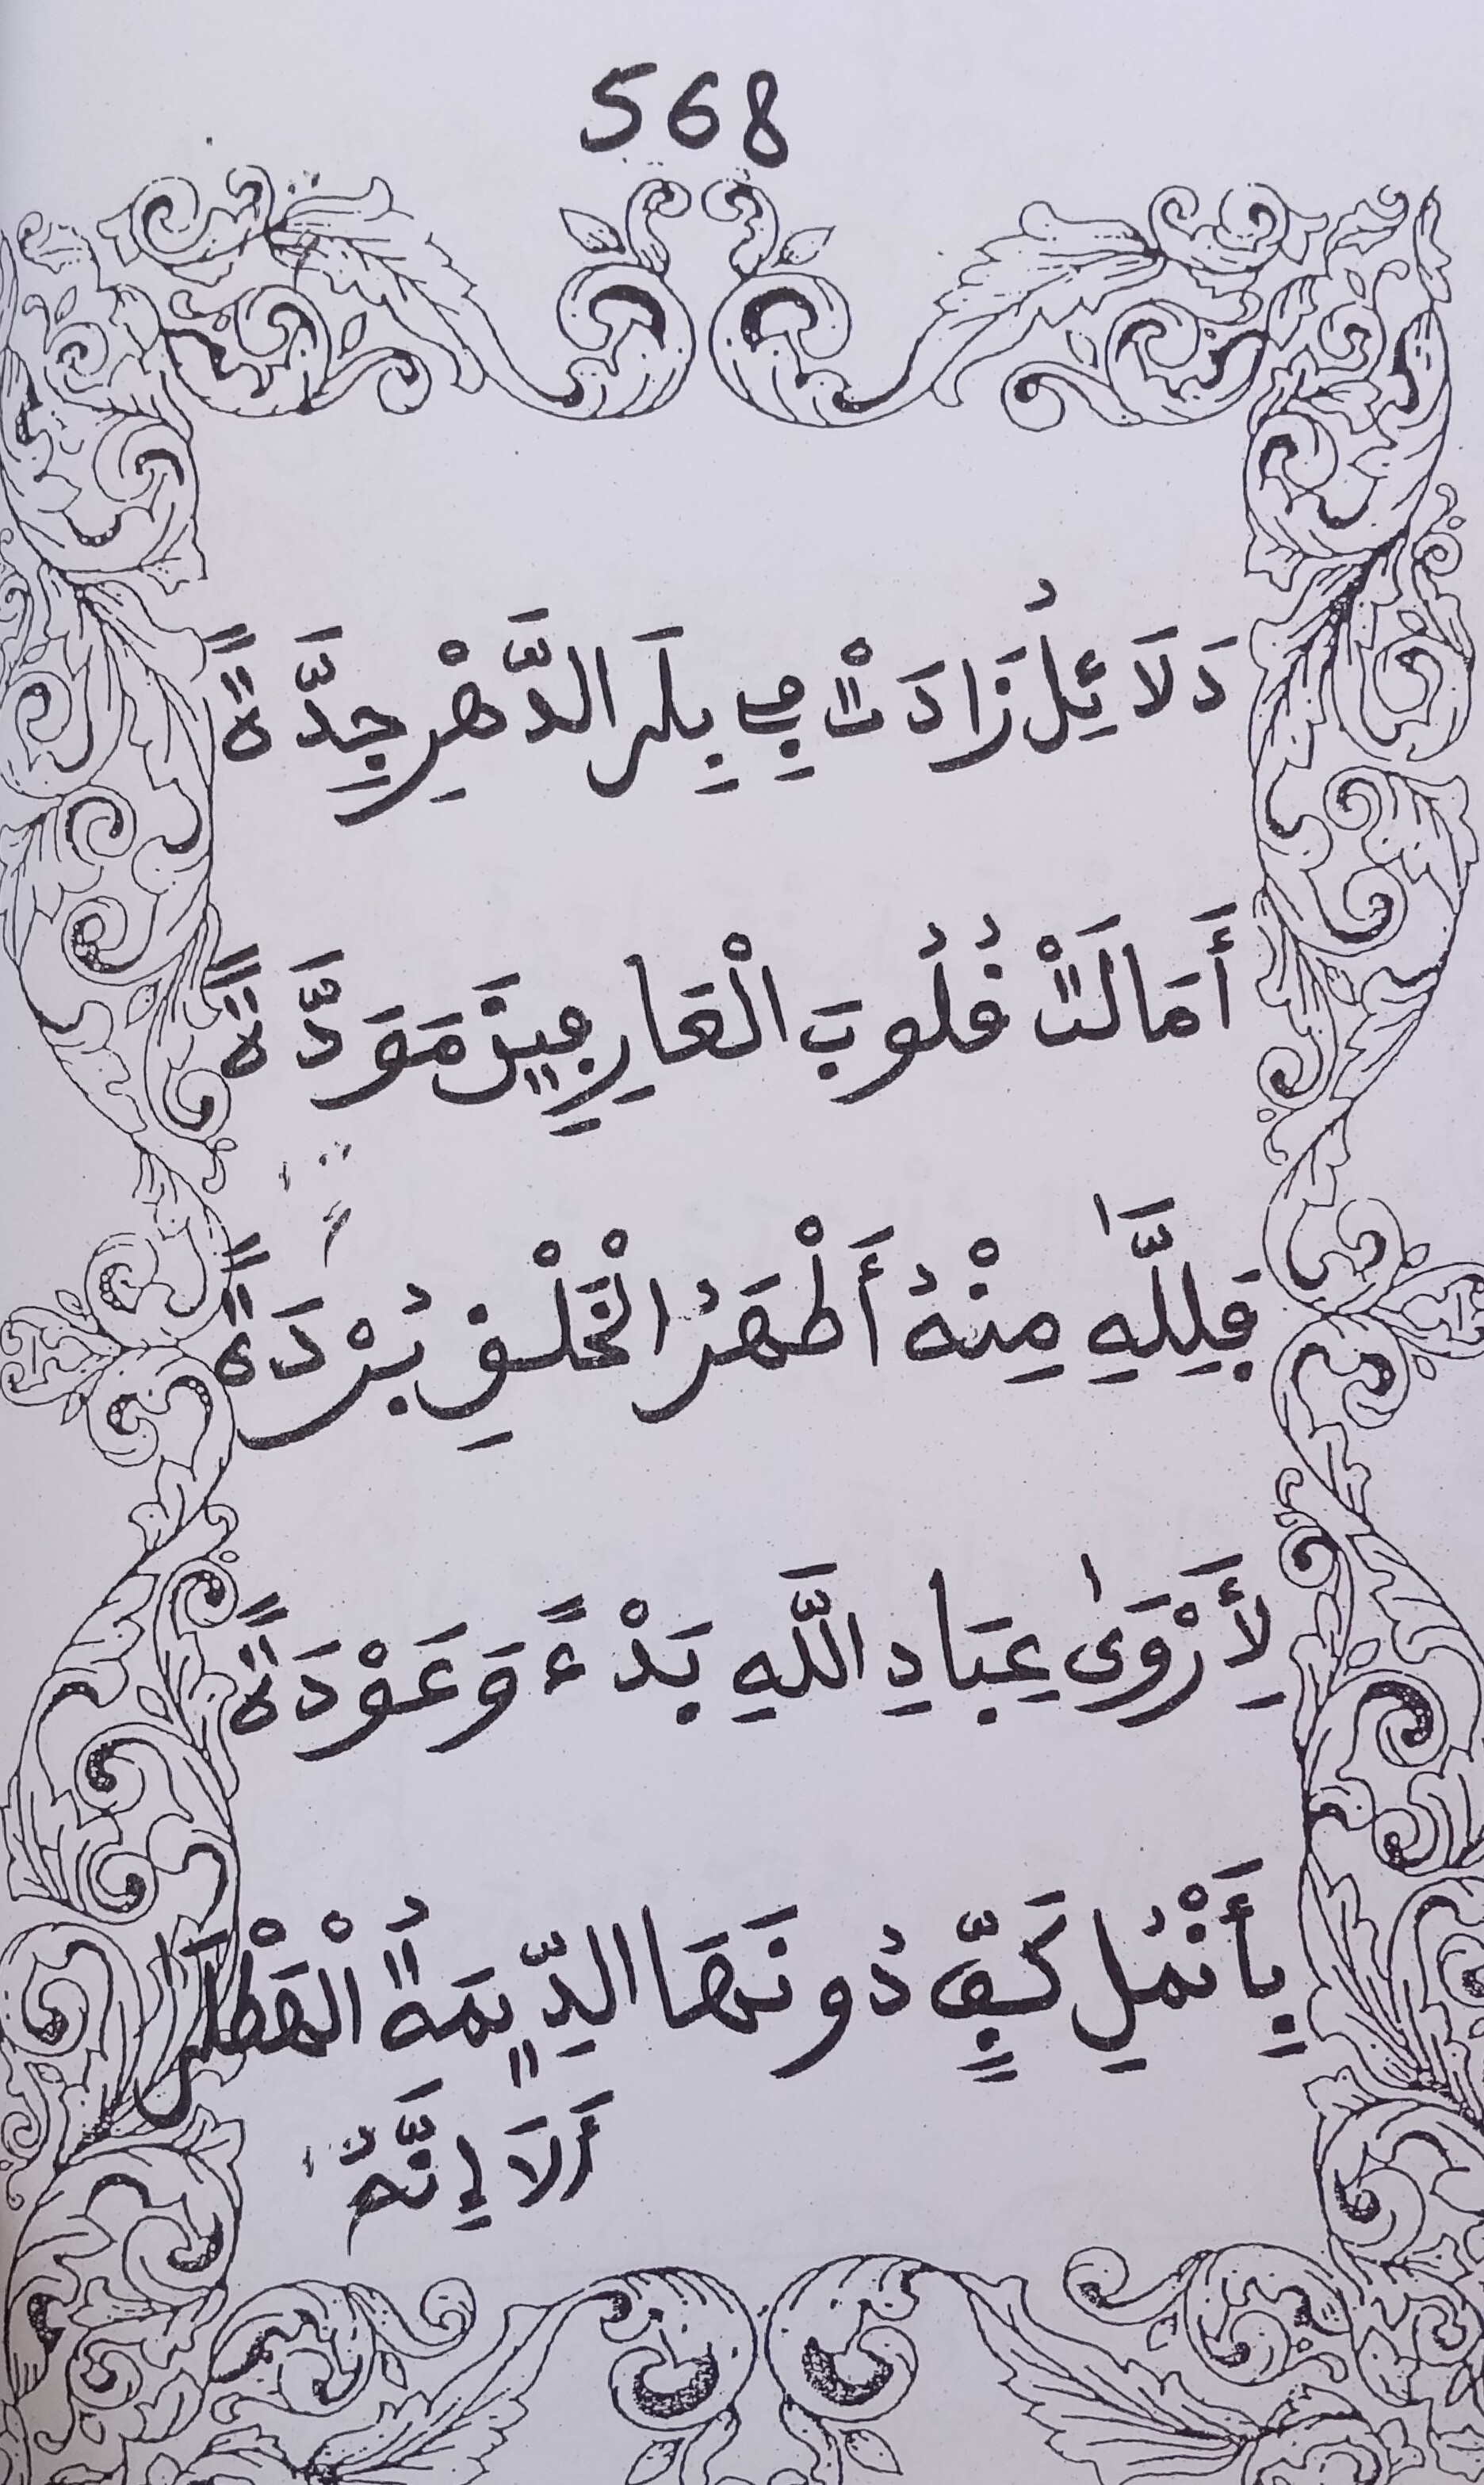 568
دَلَائِلُ زَادَتْ فِي بِلَى الدَّهْرِ جِدَّةً
أَمَالَتْ قُلُوبَ الْعَارِفِينَ مَوَدَّةً
فَلِلَّهِ مِنْهُ أَطْهَرُ الْخَلْقِ بُرْدَةً
لِأَرْوَىٰ عِبَادِ اللَّهِ بَدْءً وَعَوْدَةً
بِأَنْمُلِ كَفٍّ دُونَهَا الدِّيمَةُ الْهَطْلَى
أَلَا إِنَّهُ